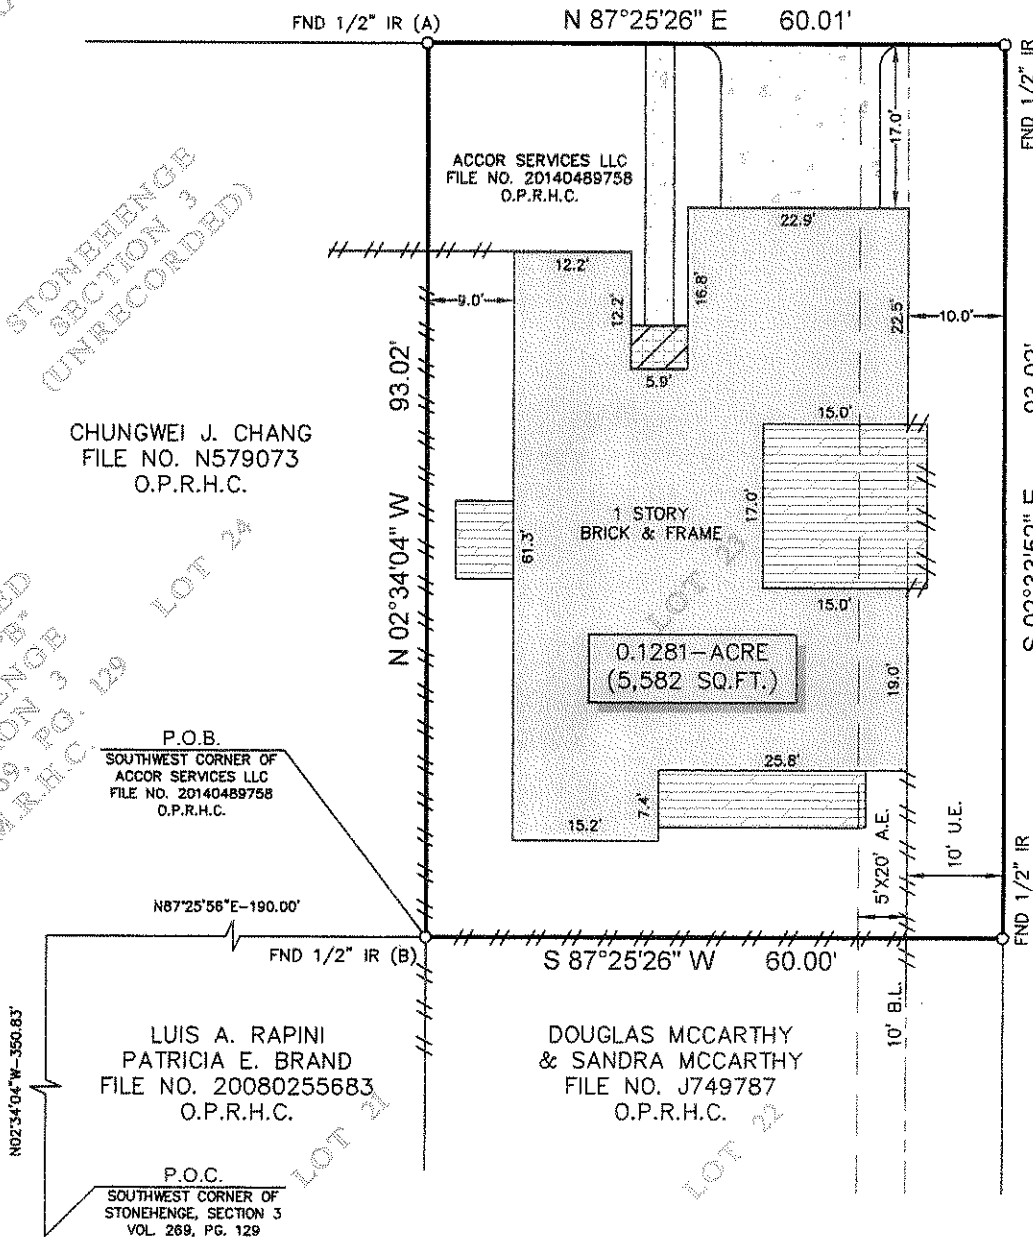 N 87°25'26" E 60.01'
FND 1/2" IR (A)
FND 1/2" IR
17.0'
ACCOR SERVICES LLC
FILE NO. 20140489758
O.P.R.H.C.
STONEHENGE
SECTION 3
(UNRECORDED)
22.9'
12.2'
9.0'
12.2'
16.8'
22.5'
10.0'
5.9'
93.02'
N 02°34'04" W
15.0'
CHUNGWEI J. CHANG
FILE NO. N579073
O.P.R.H.C.
LOT 24
1 STORY
BRICK & FRAME
17.0'
61.3'
15.0'
LOT 23
0.1281-ACRE
(5,582 SQ.FT.)
19.0'
PG. 129
P.O.B.
SOUTHWEST CORNER OF
ACCOR SERVICES LLC
FILE NO. 20140489758
O.P.R.H.C.
25.8'
7.4'
15.2'
5'X20' A.E.
10' U.E.
FND 1/2" IR
N87°25'56"E-190.00'
FND 1/2" IR (B)
S 87°25'26" W 60.00'
10' B.L.
N02°34'04"W-350.83'
LUIS A. RAPINI
PATRICIA E. BRAND
FILE NO. 20080255683
O.P.R.H.C.
LOT 21
DOUGLAS MCCARTHY
& SANDRA MCCARTHY
FILE NO. J749787
O.P.R.H.C.
LOT 22
P.O.C.
SOUTHWEST CORNER OF
STONEHENGE, SECTION 3
VOL. 269, PG. 129